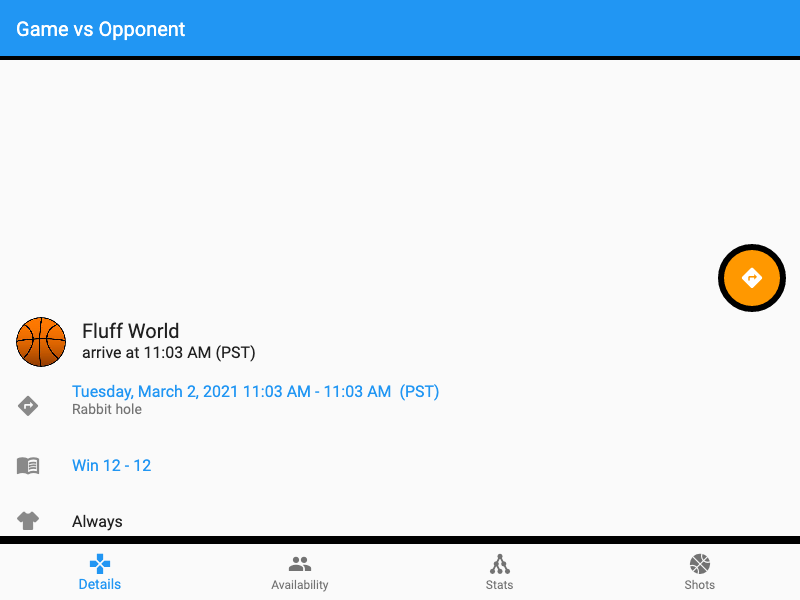 Game vs Opponent
Fluff World
arrive at 11:03 AM (PST)
Tuesday, March 2, 2021 11:03 AM - 11:03 AM  (PST)
Rabbit hole
Win 12 - 12
Always
Details
Availability
Stats
Shots